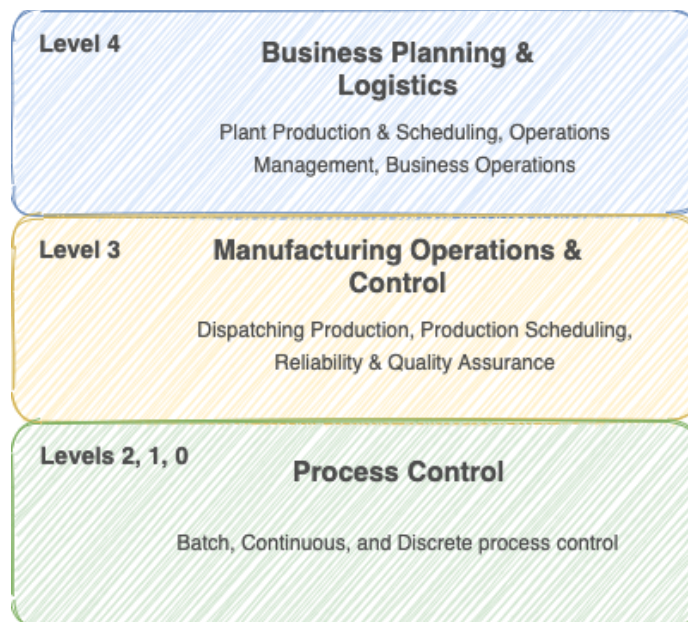 Level 4
Business Planning &
Logistics
Plant Production & Scheduling, Operations
Management, Business Operations
Level 3
Manufacturing Operations &
Control
Dispatching Production, Production Scheduling,
Reliability & Quality Assurance
Levels 2, 1, 0
Process Control
Batch, Continuous, and Discrete process control